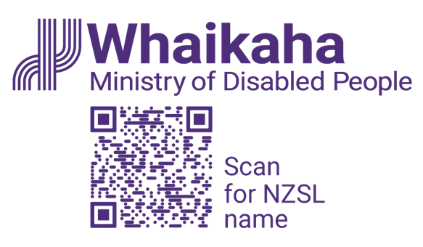 Whaikaha
Ministry of Disabled People
Scan
for NZSL
name